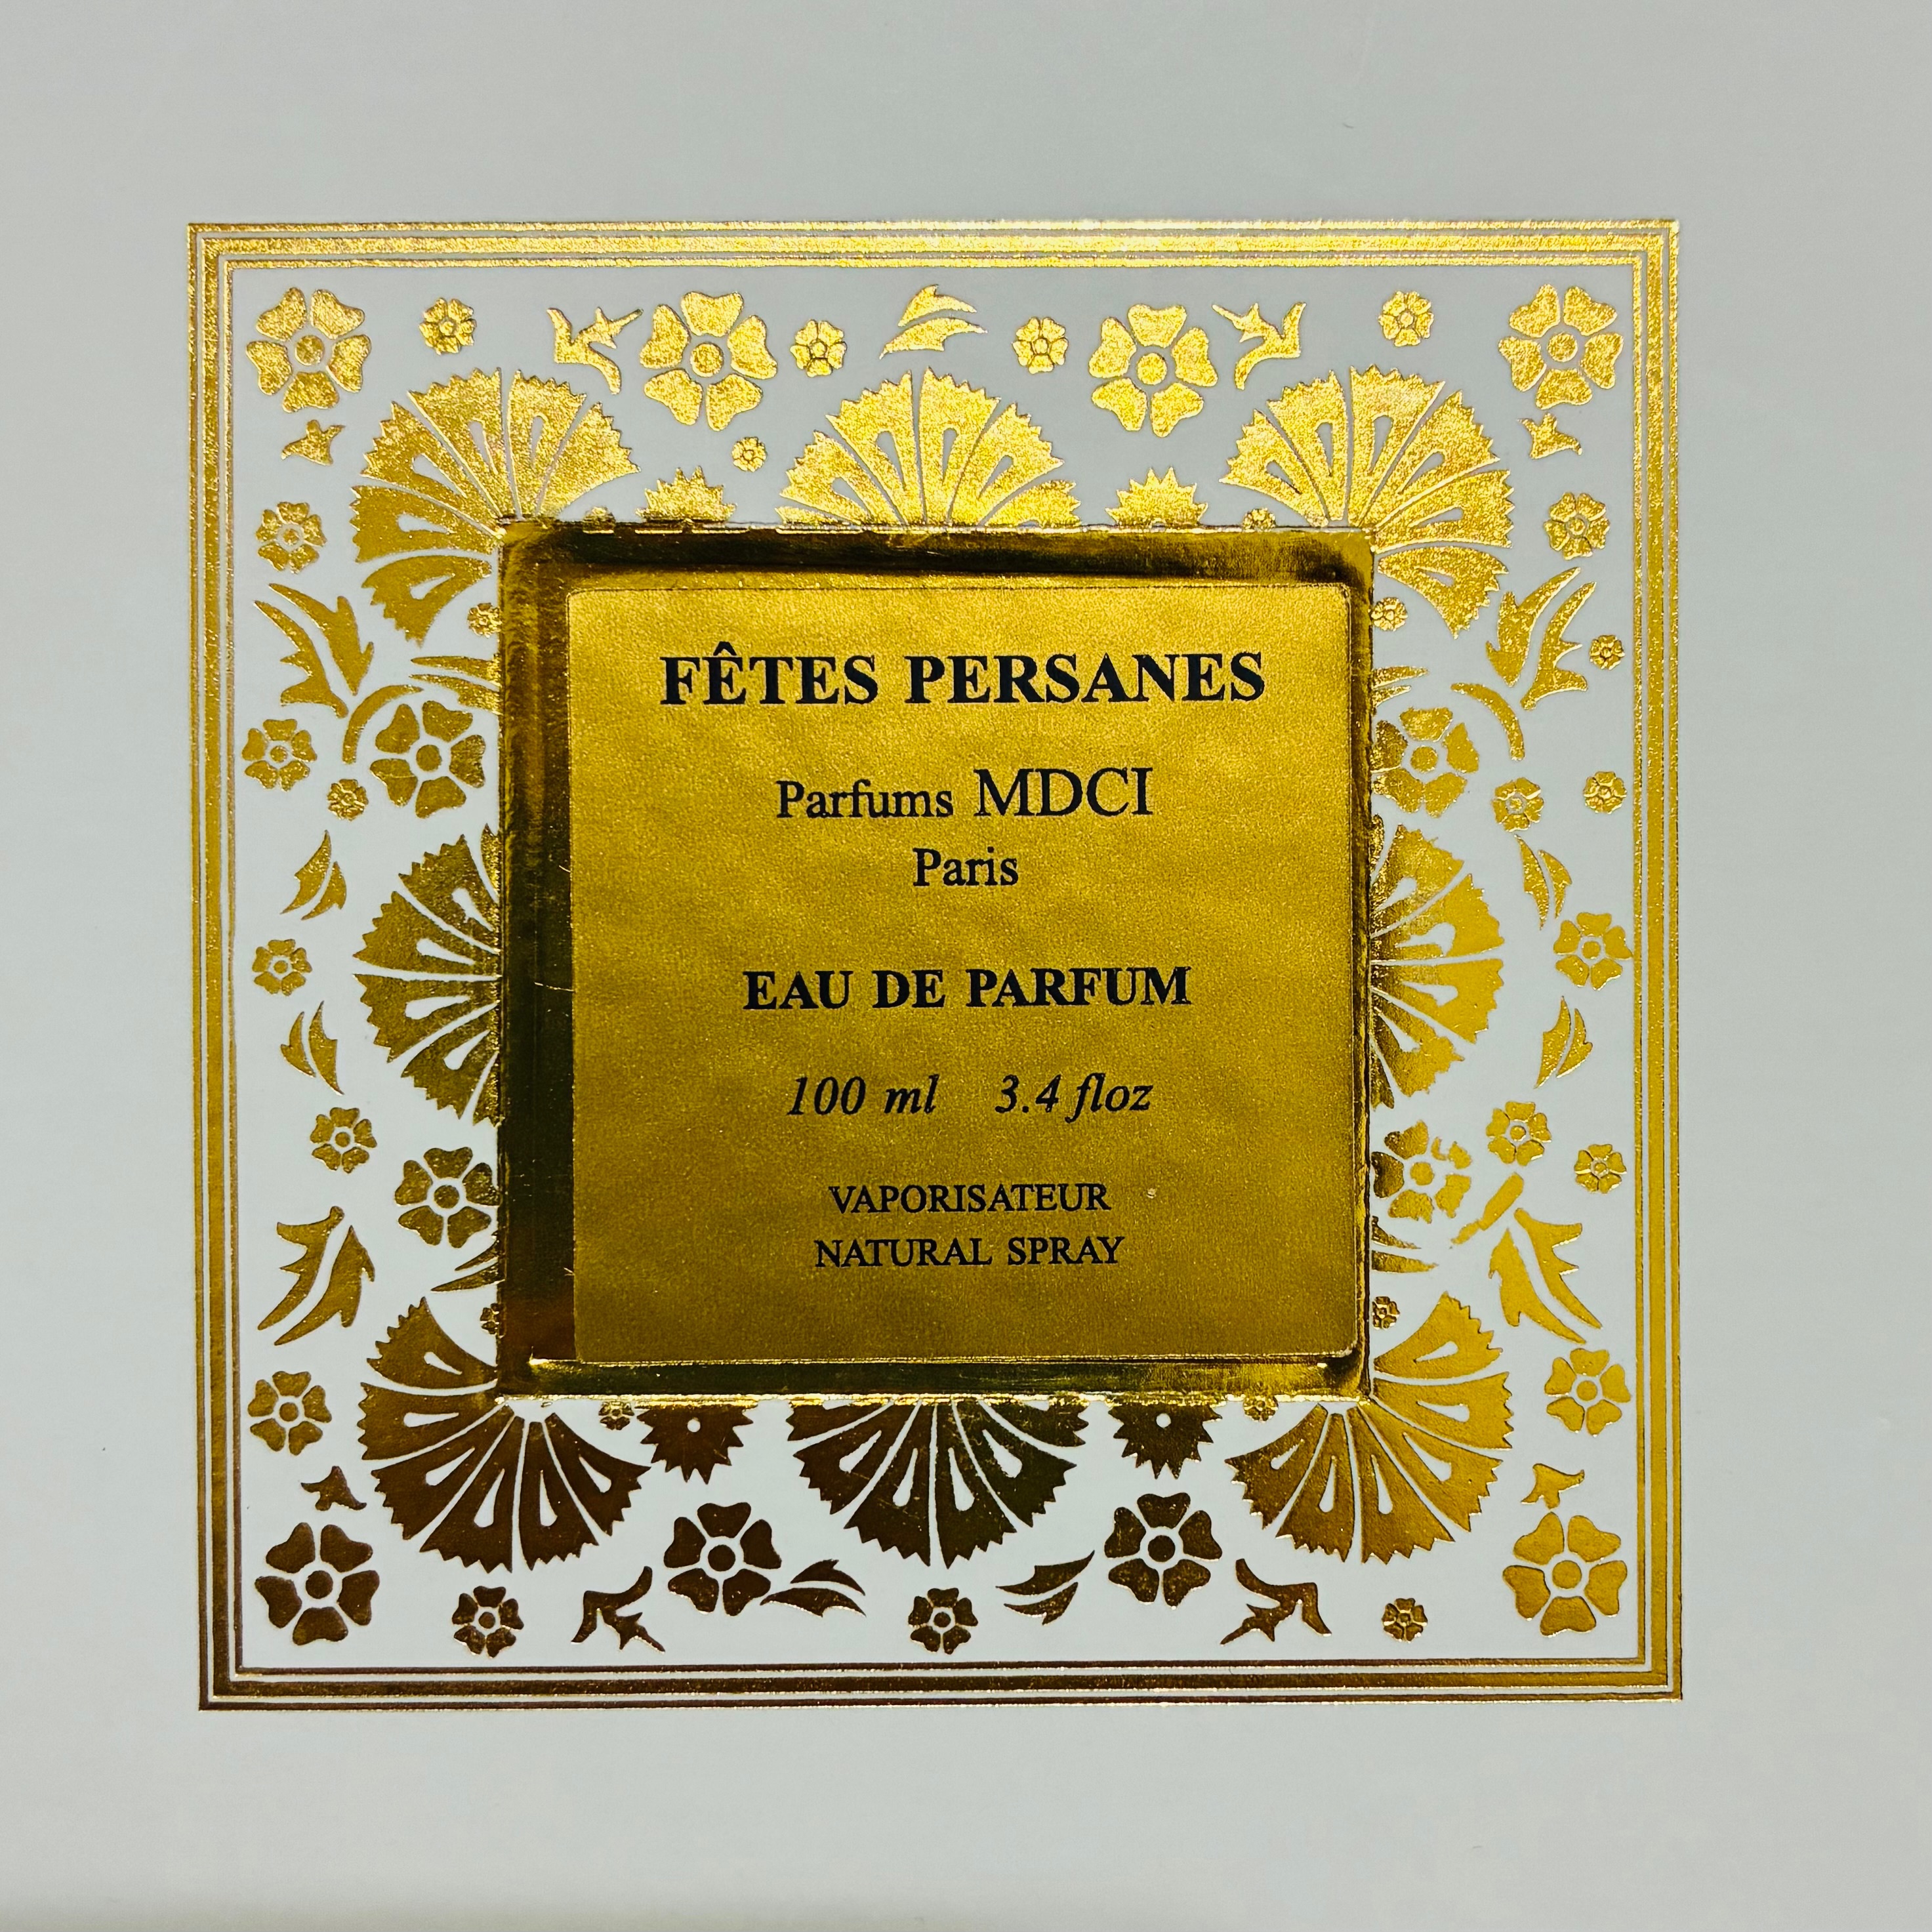 FÊTES PERSANES
Parfums MDCI
Paris
EAU DE PARFUM
100 ml 3.4 floz
VAPORISATEUR
NATURAL SPRAY